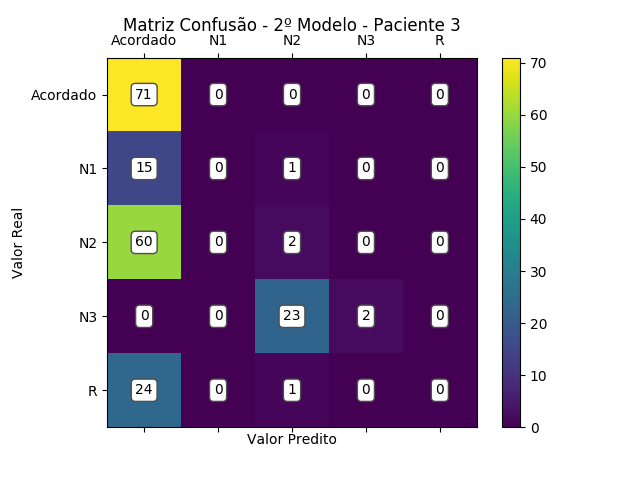 Matriz Confusão - 2º Modelo - Paciente 3
Acordado N1 N2 N3 R
Acordado 71 0 0 0 0
N1 15 0 1 0 0
N2 60 0 2 0 0
N3 0 0 23 2 0
R 24 0 1 0 0
Valor Real
Valor Predito
70
60
50
40
30
20
10
0